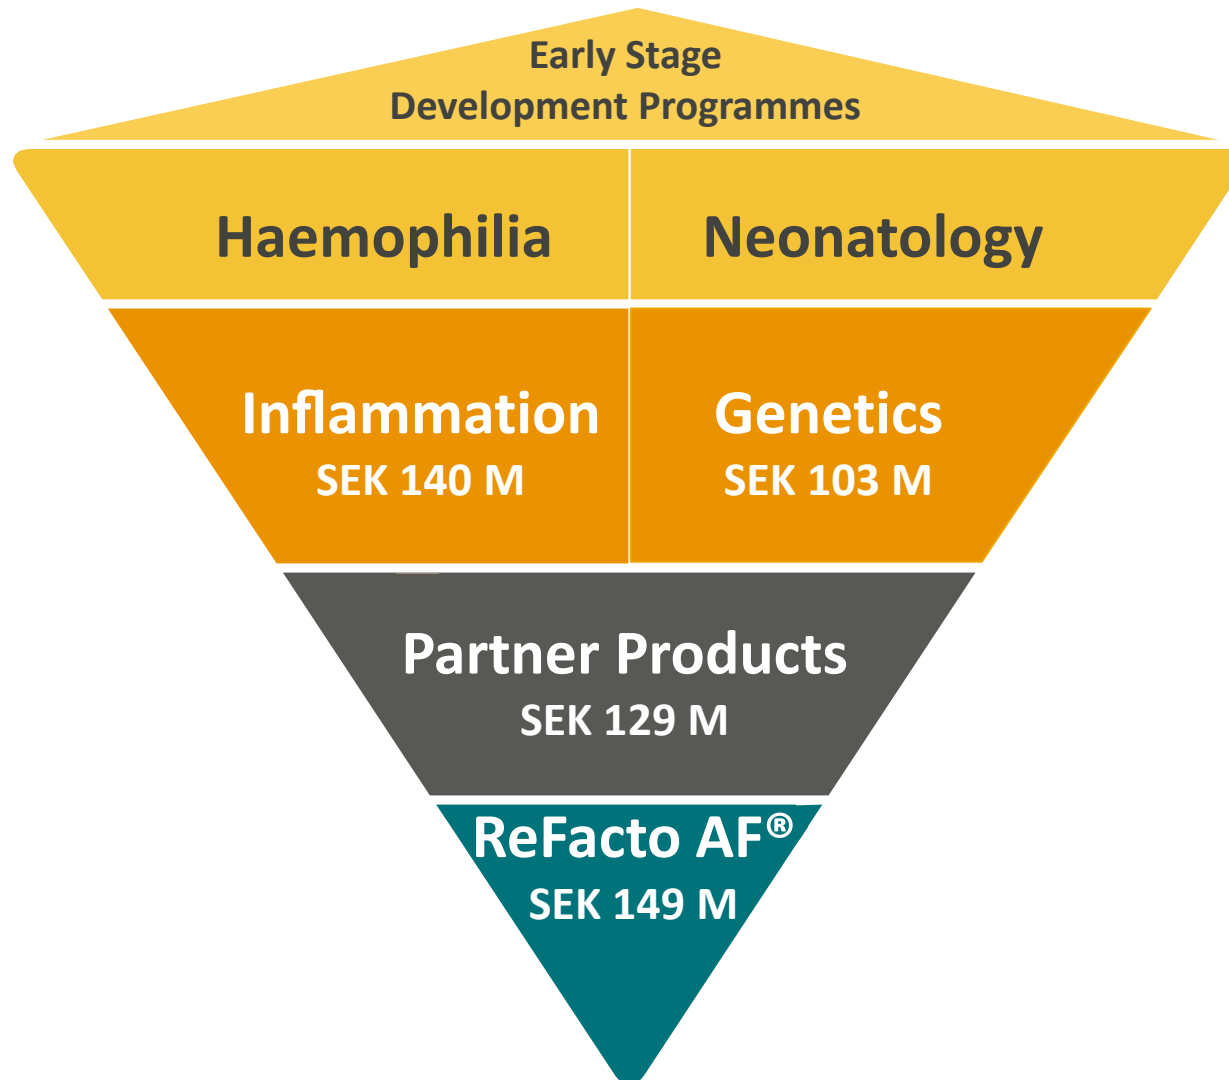 Early Stage
Development Programmes
Haemophilia
Neonatology
Inflammation
SEK 140 M
Genetics
SEK 103 M
Partner Products
SEK 129 M
ReFacto AF®
SEK 149 M